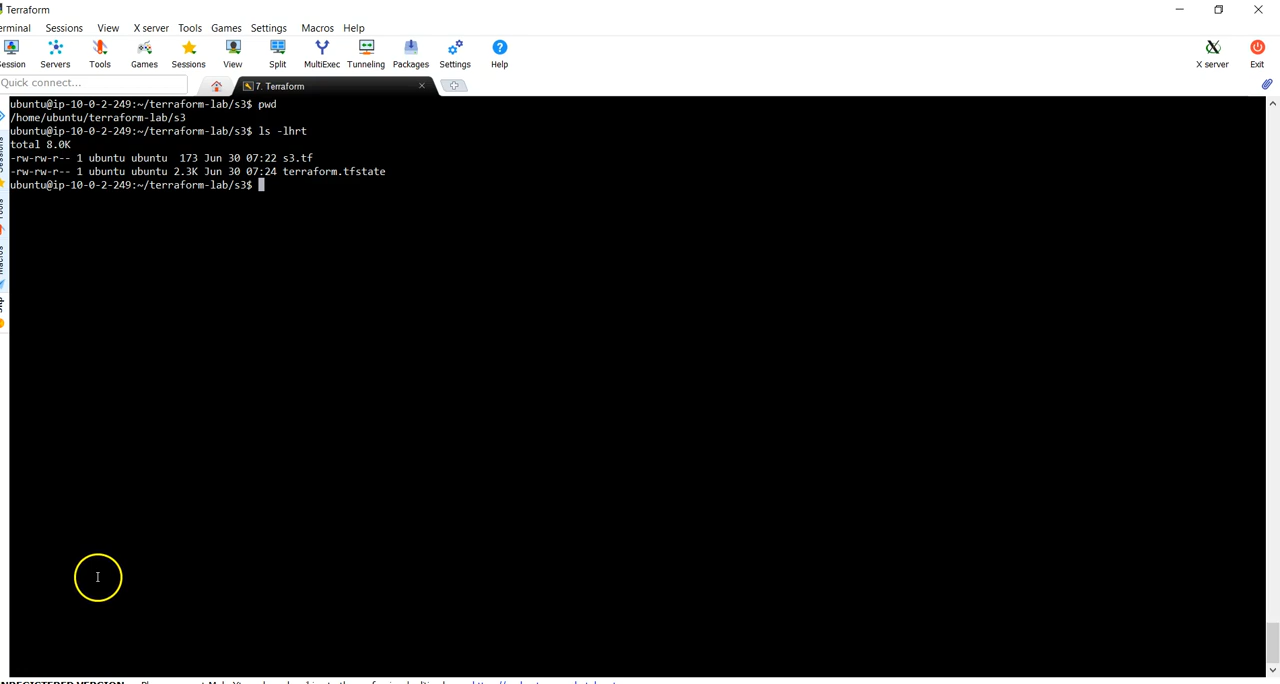 Terraform
erminal Sessions View X server Tools Games Settings Macros Help
Session Servers Tools Games Sessions View Split MultiExec Tunneling Packages Settings Help X server Exit
Quick connect...
7. Terraform
ubuntu@ip-10-0-2-249:~/terraform-lab/s3$ pwd
/home/ubuntu/terraform-lab/s3
ubuntu@ip-10-0-2-249:~/terraform-lab/s3$ ls -lhrt
total 8.0K
-rw-rw-r-- 1 ubuntu ubuntu  173 Jun 30 07:22 s3.tf
-rw-rw-r-- 1 ubuntu ubuntu 2.3K Jun 30 07:24 terraform.tfstate
ubuntu@ip-10-0-2-249:~/terraform-lab/s3$
Sessions
Tools
Macros